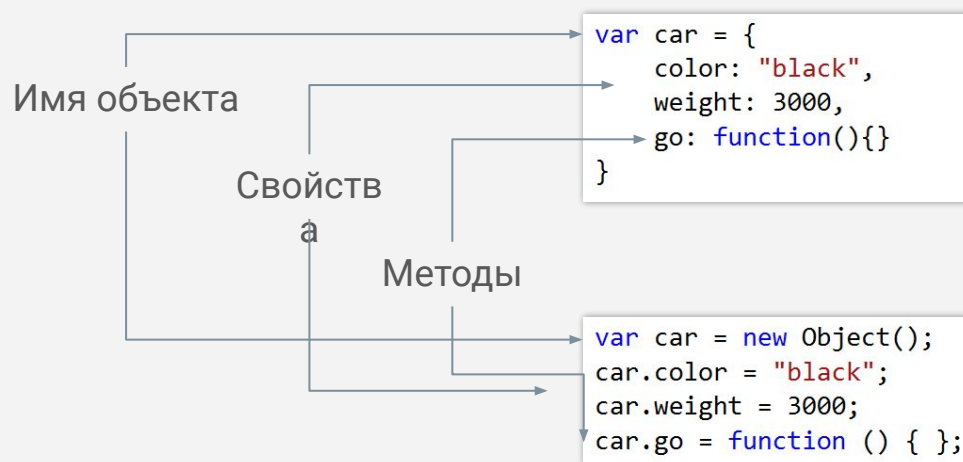 Имя объекта
Свойств
а
Методы
var car = {
color: "black",
weight: 3000,
go: function(){}
}
var car = new Object();
car.color = "black";
car.weight = 3000;
car.go = function () { };